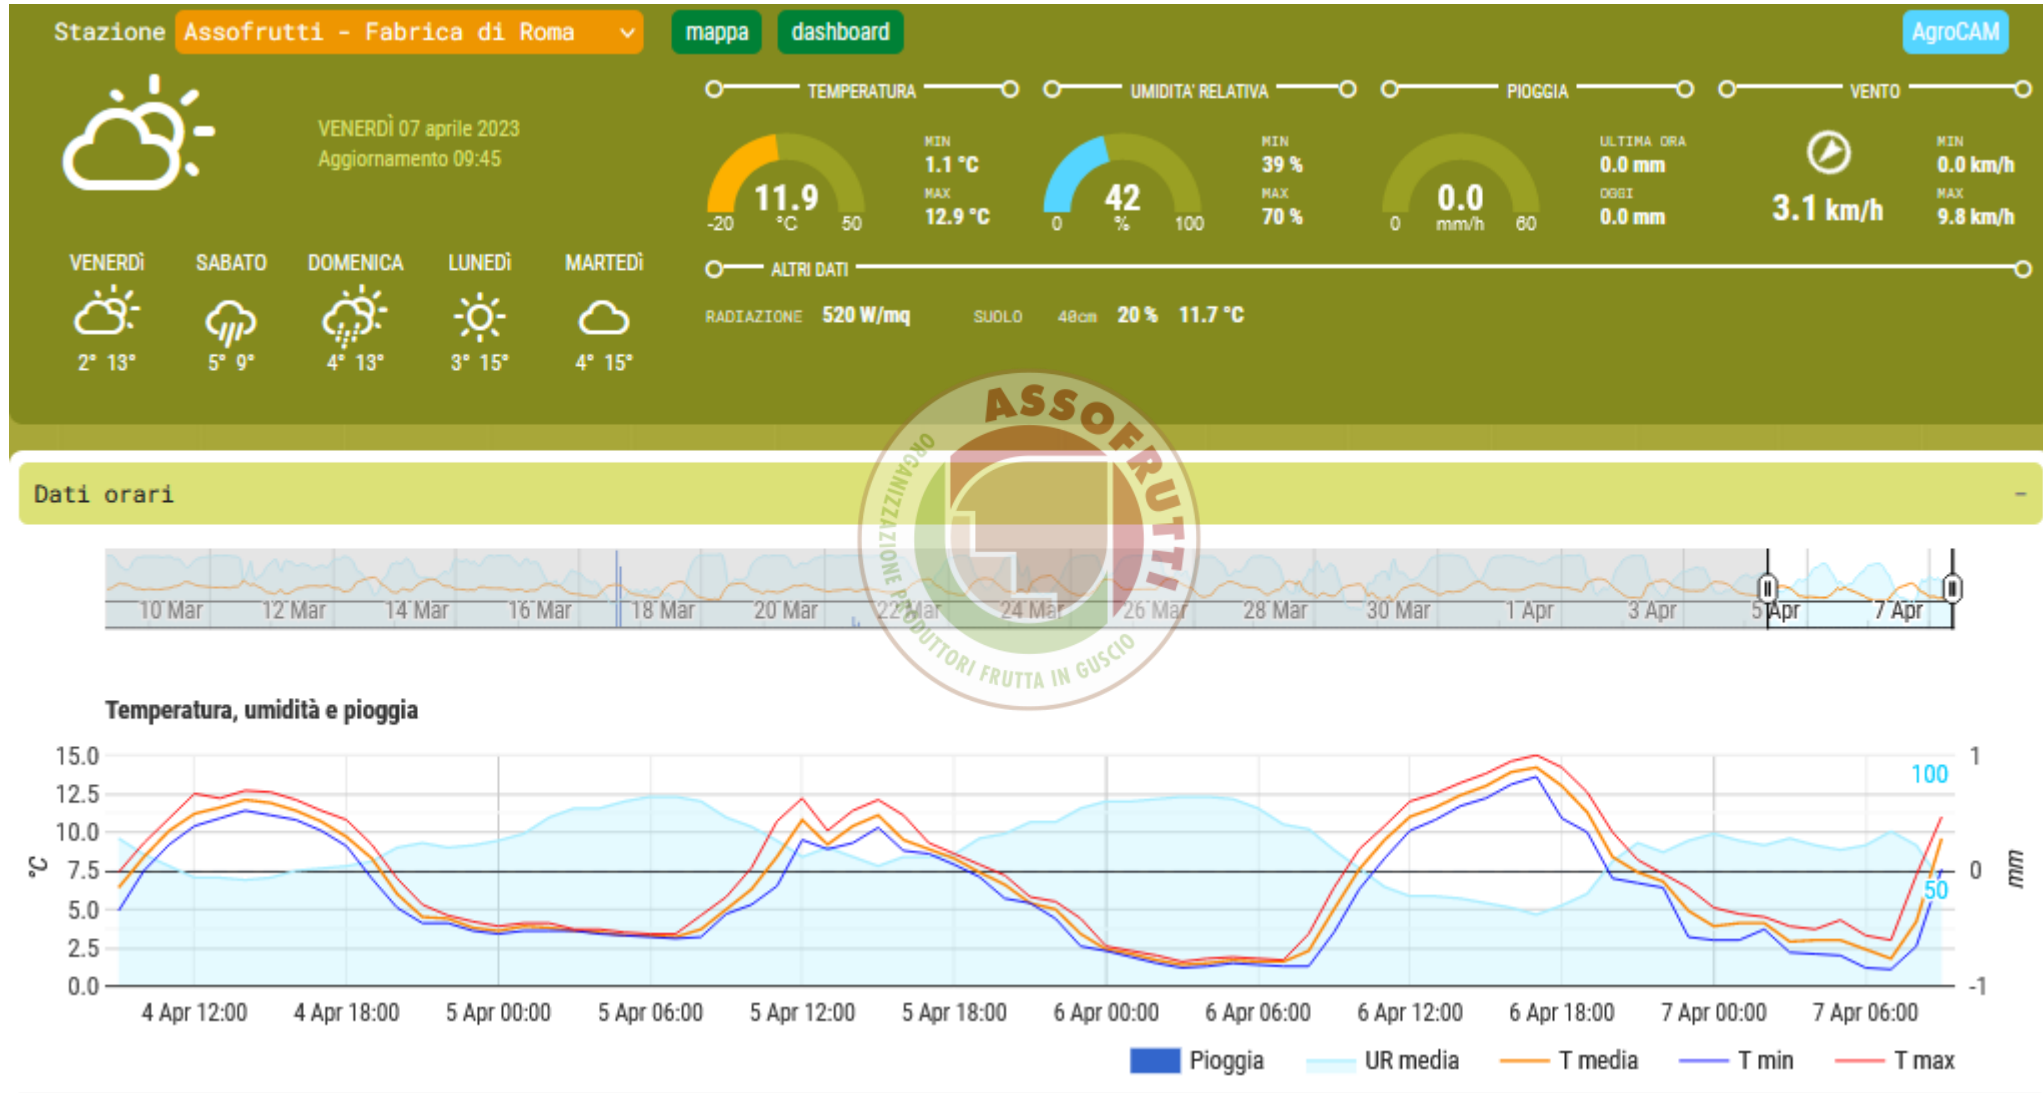 Stazione Assofrutti - Fabrica di Roma mappa dashboard AgroCAM
VENERDÌ 07 aprile 2023
Aggiornamento 09:45
TEMPERATURA
11.9
°C
-20 50
MIN
1.1 °C
MAX
12.9 °C
UMIDITA' RELATIVA
42
%
0 100
MIN
39 %
MAX
70 %
PIOGGIA
0.0
mm/h
0 60
ULTIMA ORA
0.0 mm
OGGI
0.0 mm
VENTO
3.1 km/h
MIN
0.0 km/h
MAX
9.8 km/h
VENERDÌ SABATO DOMENICA LUNEDÌ MARTEDÌ
2° 13° 5° 9° 4° 13° 3° 15° 4° 15°
ALTRI DATI
RADIAZIONE 520 W/mq SUOLO 40cm 20 % 11.7 °C
ASSOFRUTTI
ORGANIZZAZIONE PRODUTTORI FRUTTA IN GUSCIO
Dati orari -
10 Mar 12 Mar 14 Mar 16 Mar 18 Mar 20 Mar 22 Mar 24 Mar 26 Mar 28 Mar 30 Mar 1 Apr 3 Apr 5 Apr 7 Apr
Temperatura, umidità e pioggia
15.0
12.5
10.0
7.5
5.0
2.5
0.0
°C
1
0
-1
mm
100
50
4 Apr 12:00 4 Apr 18:00 5 Apr 00:00 5 Apr 06:00 5 Apr 12:00 5 Apr 18:00 6 Apr 00:00 6 Apr 06:00 6 Apr 12:00 6 Apr 18:00 7 Apr 00:00 7 Apr 06:00
Pioggia UR media T media T min T max